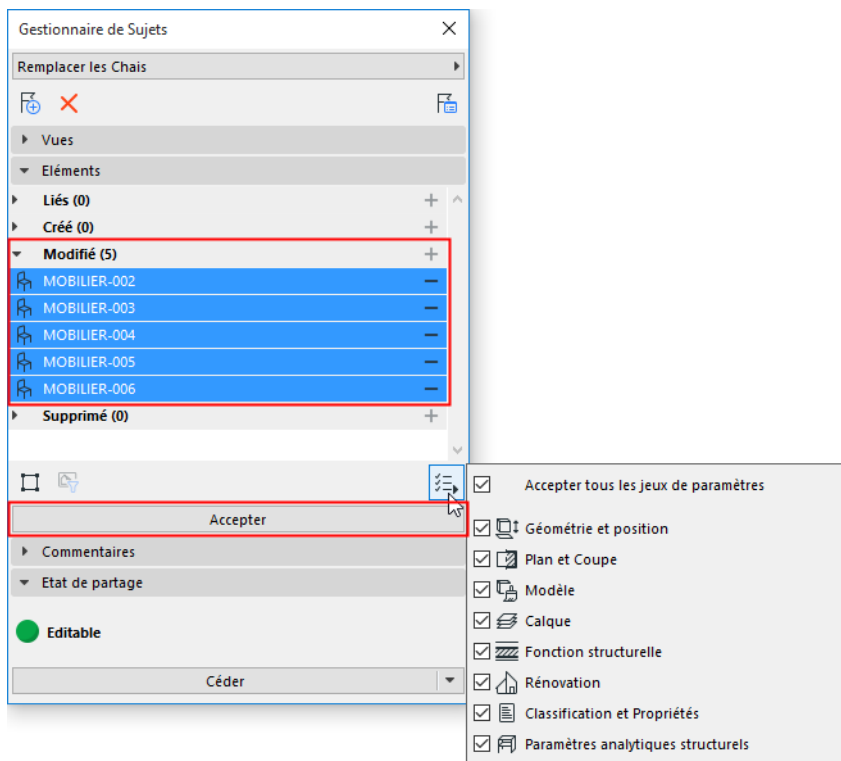 Gestionnaire de Sujets
Remplacer les Chais
Vues
Eléments
Liés (0)
Créé (0)
Modifié (5)
MOBILIER-002
MOBILIER-003
MOBILIER-004
MOBILIER-005
MOBILIER-006
Supprimé (0)
Accepter
Commentaires
Etat de partage
Editable
Céder
Accepter tous les jeux de paramètres
Géométrie et position
Plan et Coupe
Modèle
Calque
Fonction structurelle
Rénovation
Classification et Propriétés
Paramètres analytiques structurels